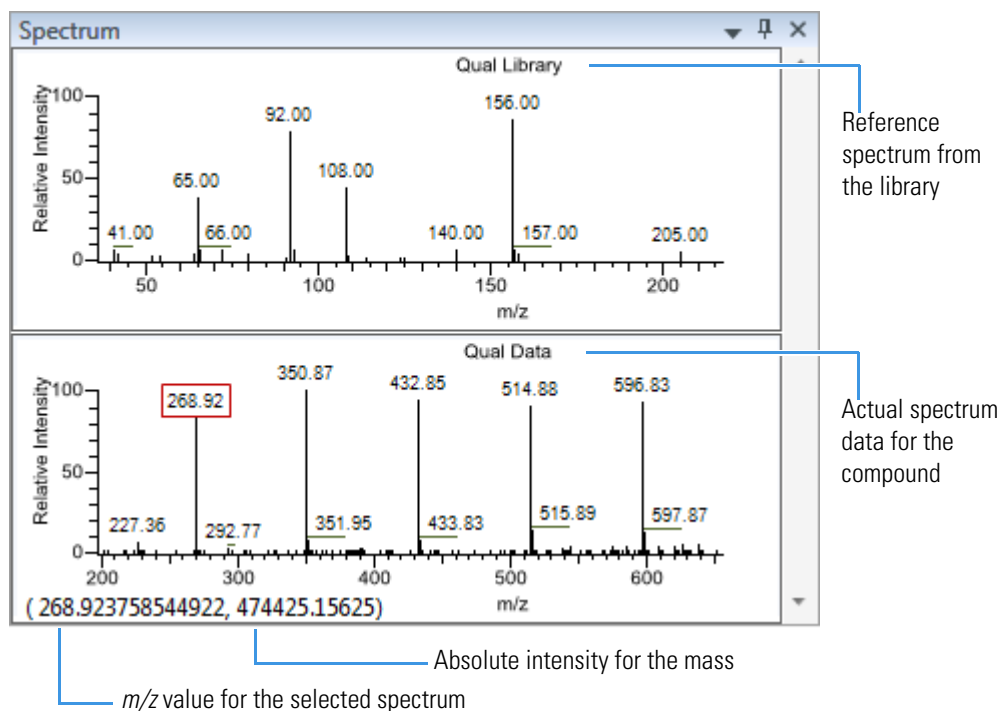 Spectrum
Qual Library
Relative Intensity
100
50
0
41.00
65.00
66.00
92.00
108.00
140.00
156.00
157.00
205.00
50 100 150 200
m/z
Reference
spectrum from
the library
Qual Data
Relative Intensity
100
50
0
227.36
268.92
292.77
350.87
351.95
432.85
433.83
514.88
515.89
596.83
597.87
200 300 400 500 600
m/z
( 268.923758544922, 474425.15625)
Actual spectrum
data for the
compound
Absolute intensity for the mass
m/z value for the selected spectrum